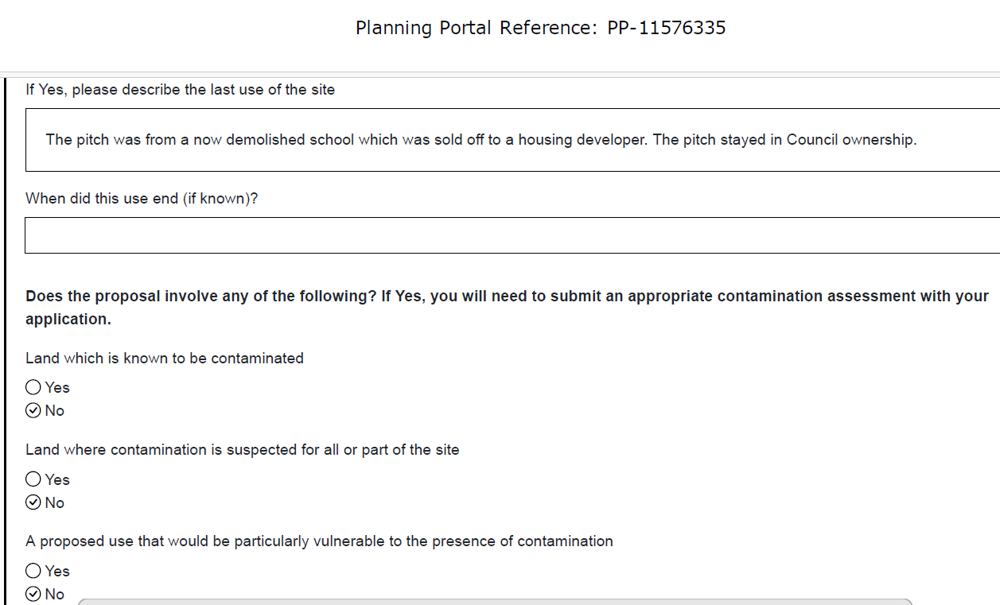 Planning Portal Reference: PP-11576335
If Yes, please describe the last use of the site
The pitch was from a now demolished school which was sold off to a housing developer. The pitch stayed in Council ownership.
When did this use end (if known)?
Does the proposal involve any of the following? If Yes, you will need to submit an appropriate contamination assessment with your
application.
Land which is known to be contaminated
Yes
No
Land where contamination is suspected for all or part of the site
Yes
No
A proposed use that would be particularly vulnerable to the presence of contamination
Yes
No